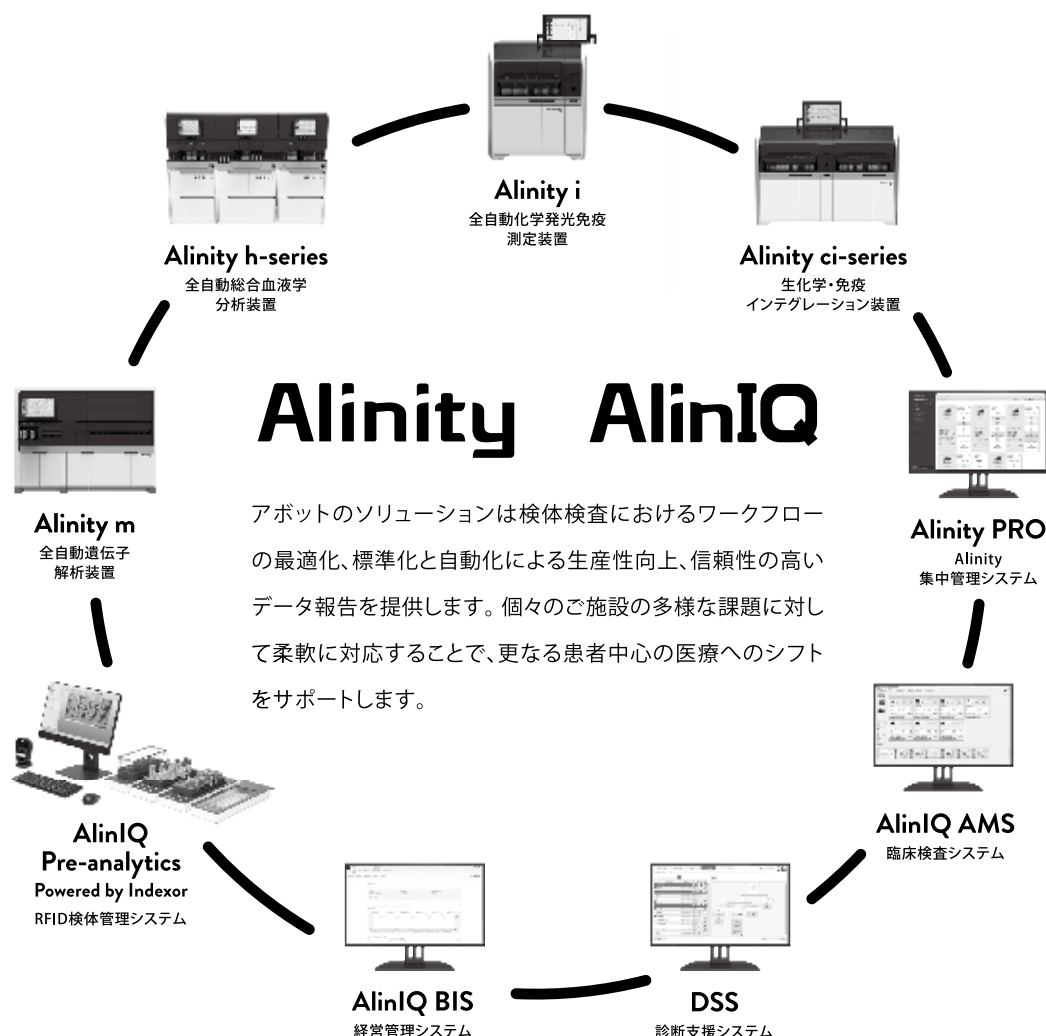 Alinity i
全自動化学発光免疫
測定装置
Alinity h-series
全自動総合血液学
分析装置
Alinity ci-series
生化学・免疫
インテグレーション装置
Alinity AlinIQ
Alinity m
全自動遺伝子
解析装置
Alinity PRO
Alinity
集中管理システム
アボットのソリューションは検体検査におけるワークフロー
の最適化、標準化と自動化による生産性向上、信頼性の高い
データ報告を提供します。個々のご施設の多様な課題に対し
て柔軟に対応することで、更なる患者中心の医療へのシフト
をサポートします。
AlinIQ
Pre-analytics
Powered by Indexor
RFID検体管理システム
AlinIQ AMS
臨床検査システム
AlinIQ BIS
経営管理システム
DSS
診断支援システム